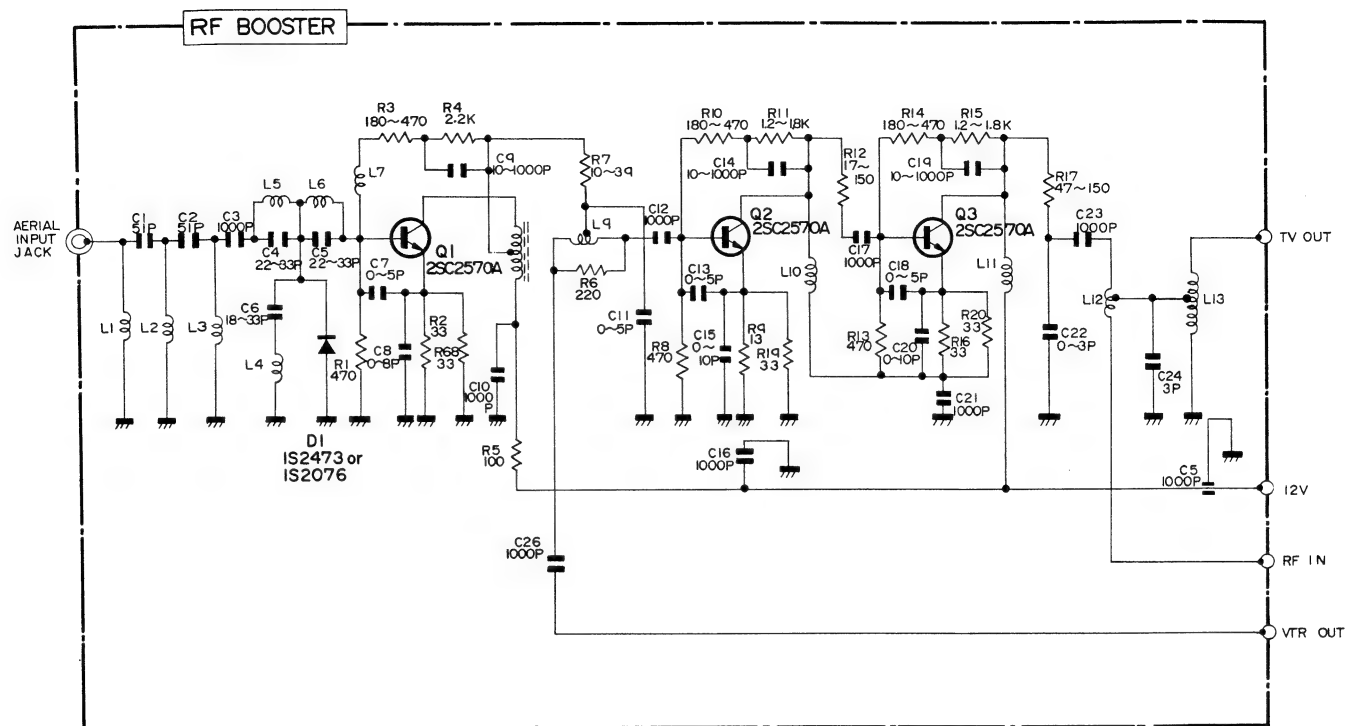 RF BOOSTER
AERIAL
INPUT
JACK
C1
51P
C2
51P
C3
1000P
L5
L6
C4
22~33P
C5
22~33P
C6
18~33P
L1
L2
L3
L4
D1
1S2473 or
1S2076
L7
R3
180~470
R4
2.2K
C9
10~1000P
Q1
2SC2570A
C7
0~5P
R1
470
C8
0~8P
R2
33
R68
33
C10
1000
P
R5
100
R7
10~39
L9
R6
220
C11
0~5P
C12
1000P
C26
1000P
R10
180~470
R11
1.2~1.8K
C14
10~1000P
Q2
2SC2570A
C13
0~5P
R8
470
C15
0~
10P
R9
13
R19
33
L10
C16
1000P
R12
17~
150
C17
1000P
R14
180~470
R15
1.2~1.8K
C19
10~1000P
Q3
2SC2570A
C18
0~5P
R13
470
C20
0~10P
R16
33
R20
33
C21
1000P
L11
R17
47~150
C23
1000P
C22
0~3P
L12
C24
3P
L13
C5
1000P
TV OUT
12V
RF IN
VTR OUT